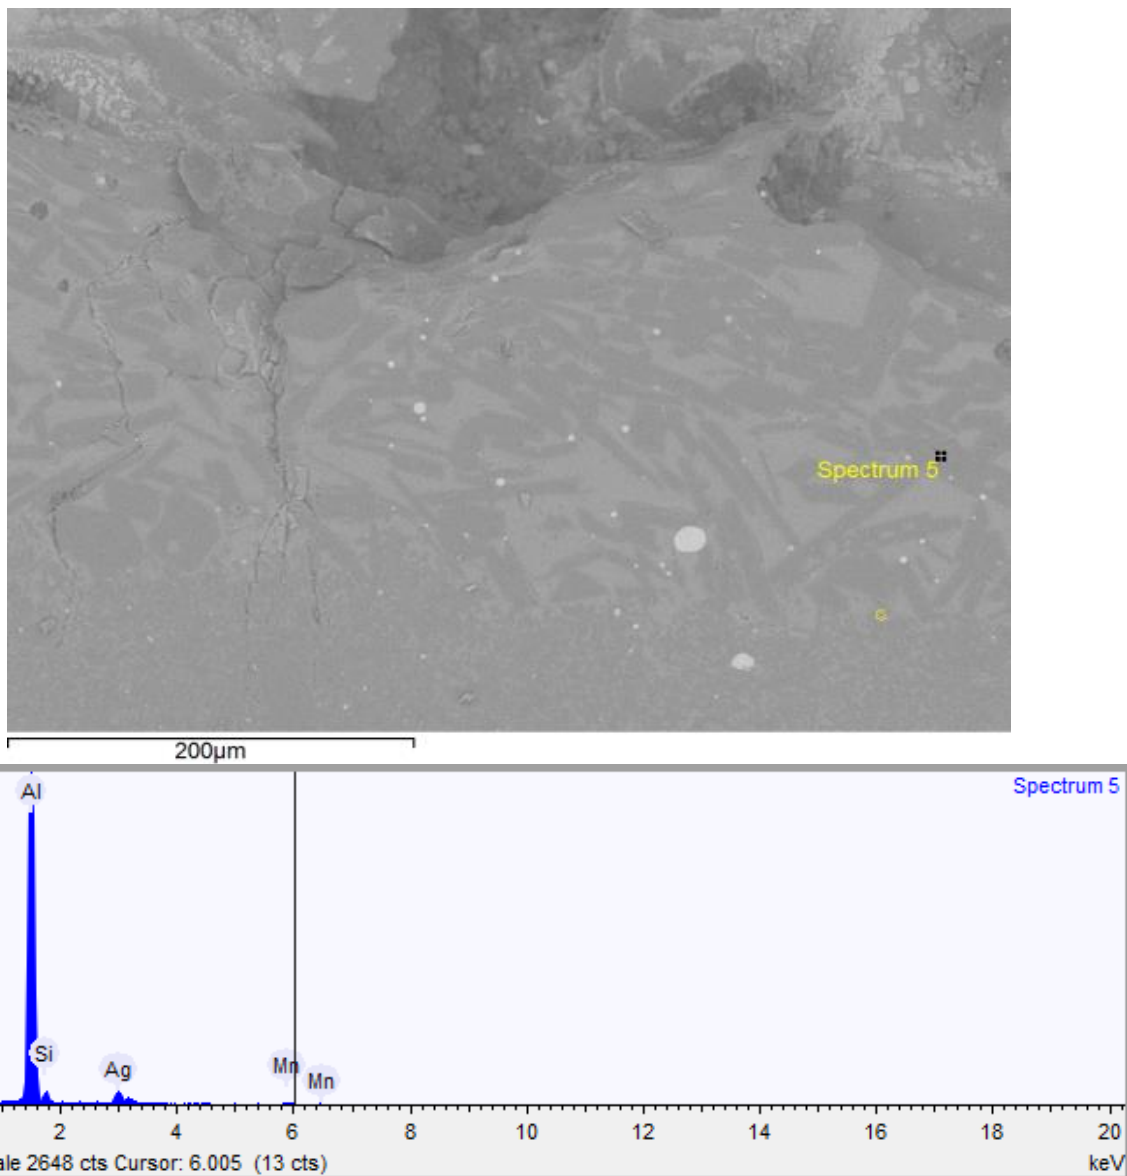 Spectrum 5
200µm
Spectrum 5
Al
Si
Ag
Mn
Mn
2 4 6 8 10 12 14 16 18 20
ale 2648 cts Cursor: 6.005 (13 cts) keV